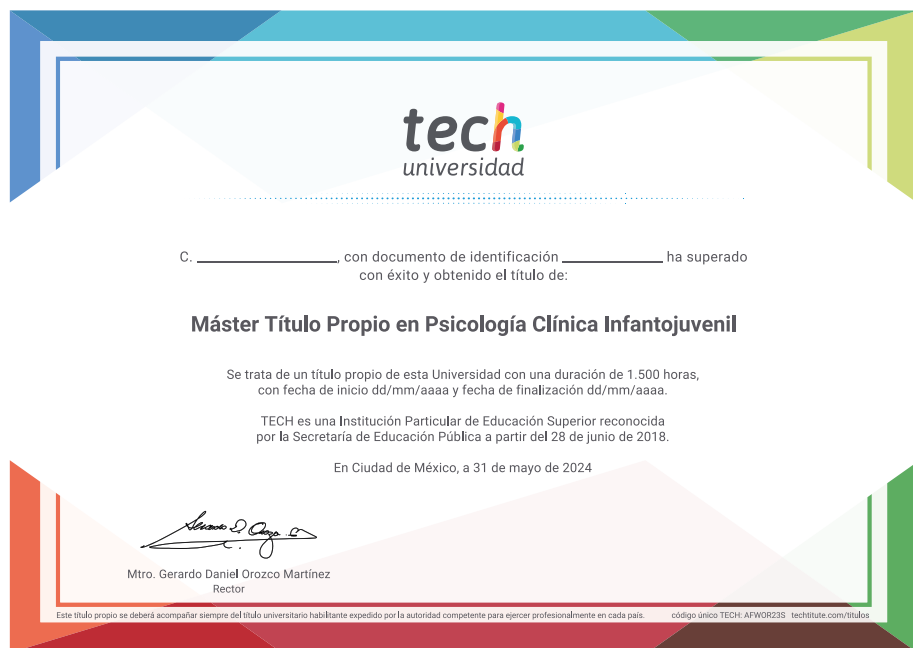 tech
universidad
C. ____________, con documento de identificación ____________ ha superado
con éxito y obtenido el título de:
Máster Título Propio en Psicología Clínica Infantojuvenil
Se trata de un título propio de esta Universidad con una duración de 1.500 horas,
con fecha de inicio dd/mm/aaaa y fecha de finalización dd/mm/aaaa.
TECH es una Institución Particular de Educación Superior reconocida
por la Secretaría de Educación Pública a partir del 28 de junio de 2018.
En Ciudad de México, a 31 de mayo de 2024
Mtro. Gerardo Daniel Orozco Martínez
Rector
Este título propio se deberá acompañar siempre del título universitario habilitante expedido por la autoridad competente para ejercer profesionalmente en cada país. código único TECH: AFWOR23S techtitute.com/titulos